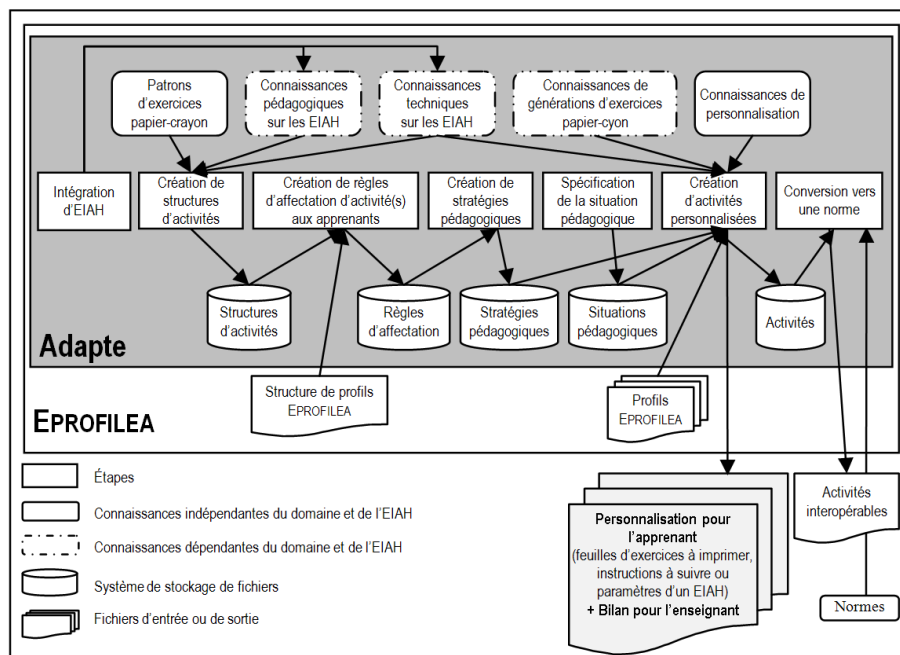 Patrons
d'exercices
papier-crayon
Connaissances
pédagogiques
sur les EIAH
Connaissances
techniques
sur les EIAH
Connaissances de
générations d'exercices
papier-cyon
Connaissances de
personnalisation
Intégration
d'EIAH
Création de
structures
d'activités
Création de règles
d'affectation d'activité(s)
aux apprenants
Création de
stratégies
pédagogiques
Spécification
de la situation
pédagogique
Création
d'activités
personnalisées
Conversion vers
une norme
Structures
d'activités
Règles
d'affectation
Stratégies
pédagogiques
Situations
pédagogiques
Activités
Adapte
Structure de profils
EPROFILEA
Profils
EPROFILEA
EPROFILEA
Étapes
Connaissances indépendantes du domaine et de l'EIAH
Connaissances dépendantes du domaine et de l'EIAH
Système de stockage de fichiers
Fichiers d'entrée ou de sortie
Personnalisation pour
l'apprenant
(feuilles d'exercices à imprimer,
instructions à suivre ou
paramètres d'un EIAH)
+ Bilan pour l'enseignant
Activités
interopérables
Normes